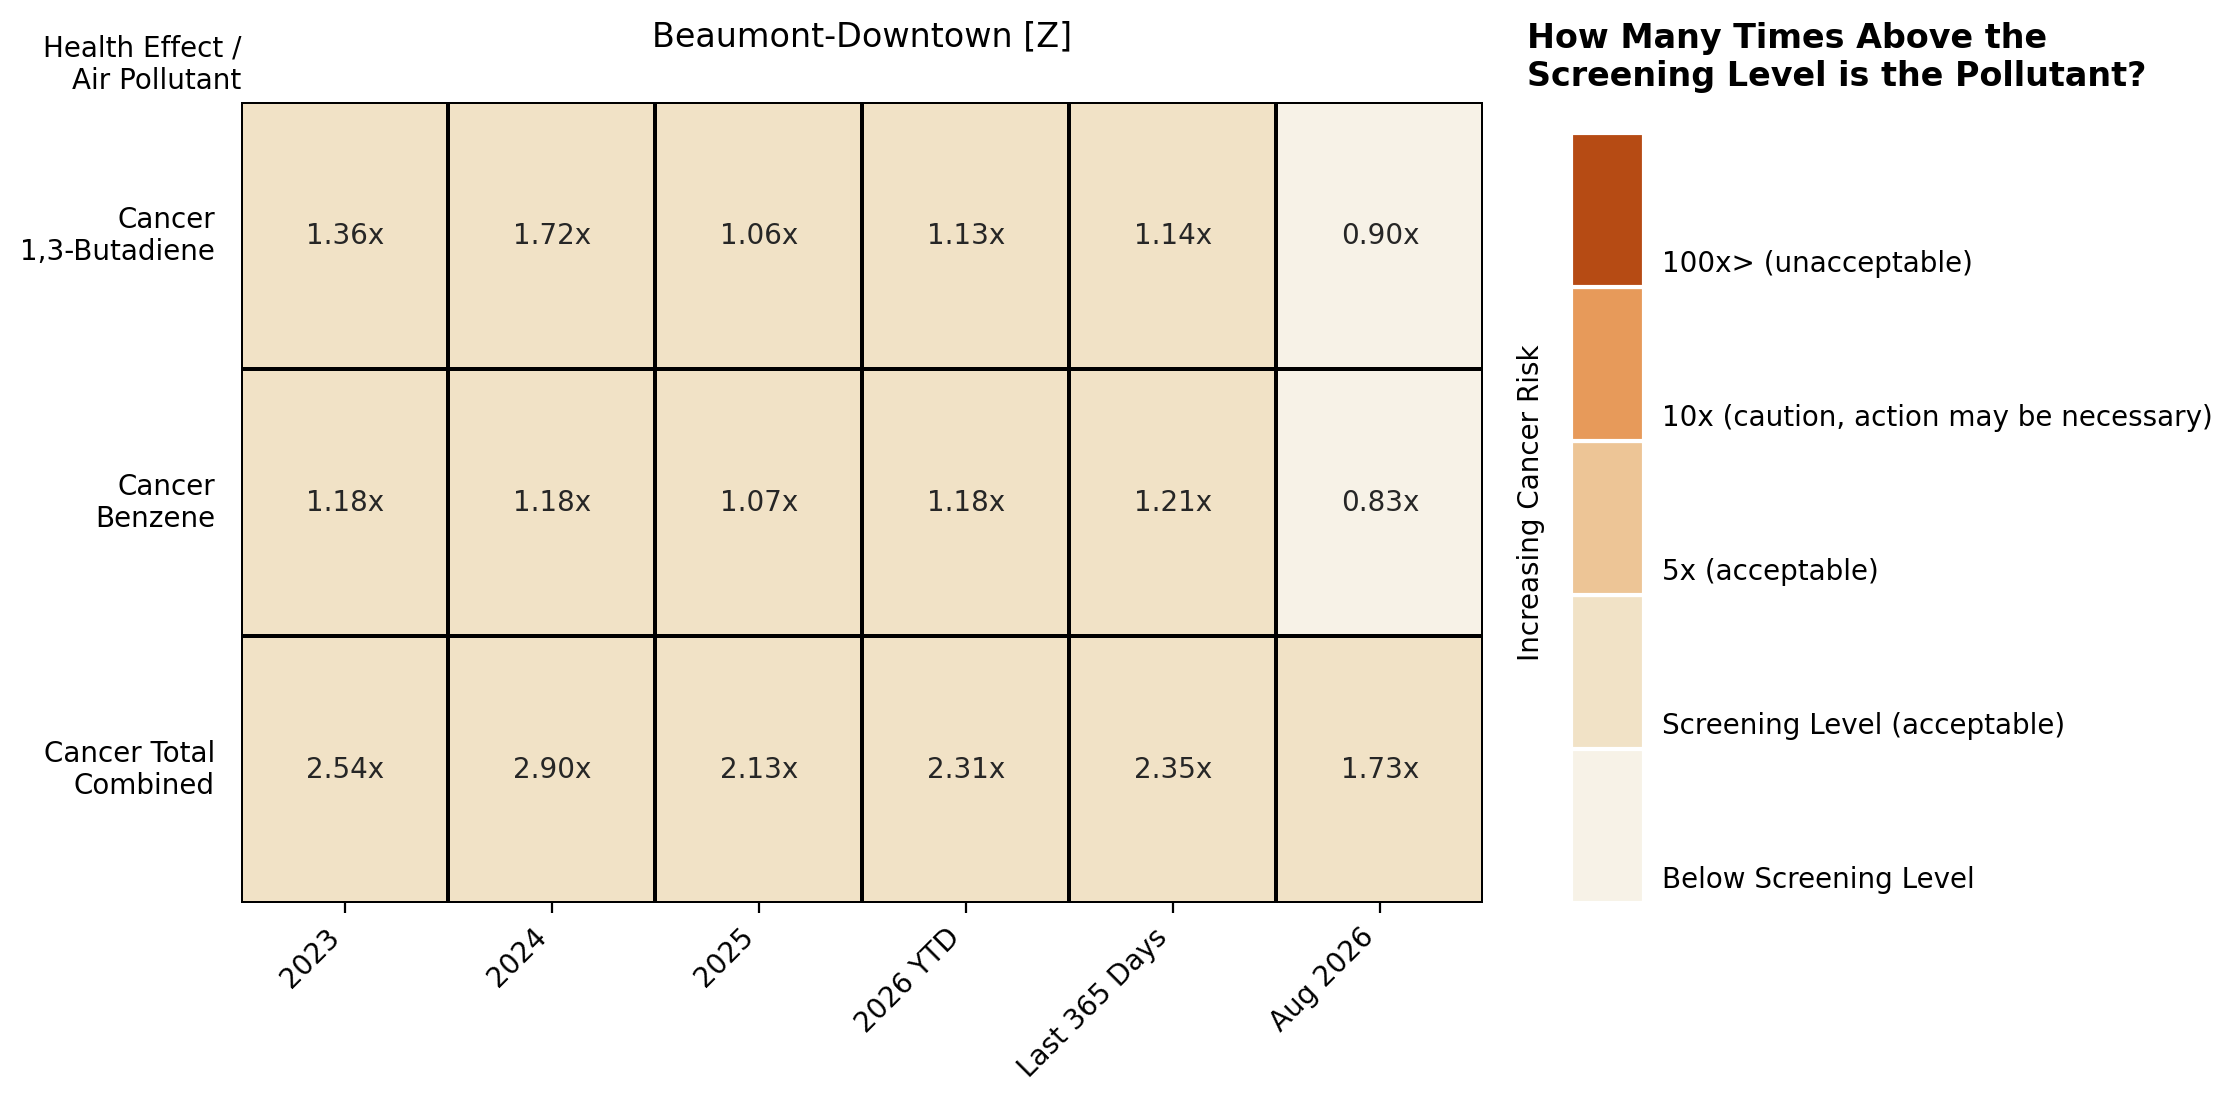 Beaumont-Downtown [Z]
Health Effect /
Air Pollutant
Cancer
1,3-Butadiene
1.36x 1.72x 1.06x 1.13x 1.14x 0.90x
Cancer
Benzene
1.18x 1.18x 1.07x 1.18x 1.21x 0.83x
Cancer Total
Combined
2.54x 2.90x 2.13x 2.31x 2.35x 1.73x
2023 2024 2025 2026 YTD Last 365 Days Aug 2026
How Many Times Above the
Screening Level is the Pollutant?
Increasing Cancer Risk
100x> (unacceptable)
10x (caution, action may be necessary)
5x (acceptable)
Screening Level (acceptable)
Below Screening Level